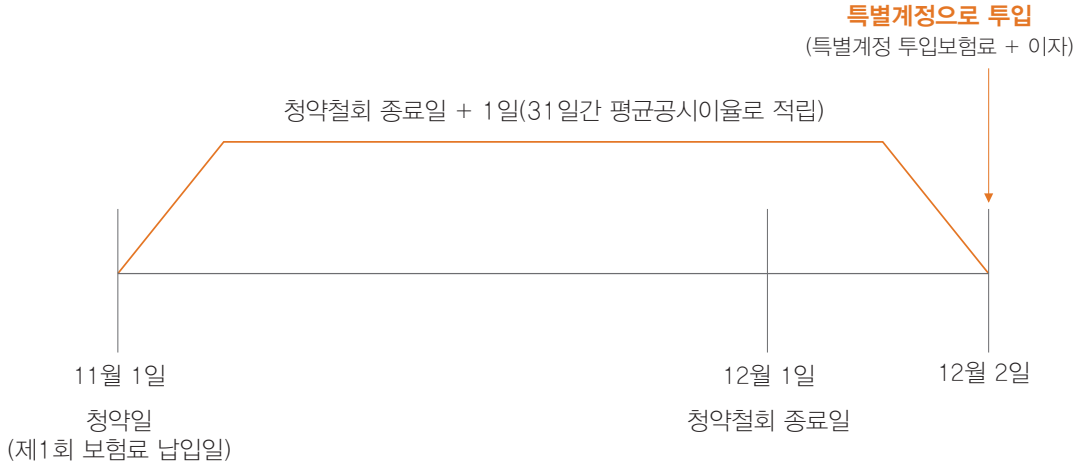 특별계정으로 투입
(특별계정 투입보험료 + 이자)
청약철회 종료일 + 1일(31일간 평균공시이율로 적립)
11월 1일
12월 1일
12월 2일
청약일
(제1회 보험료 납입일)
청약철회 종료일